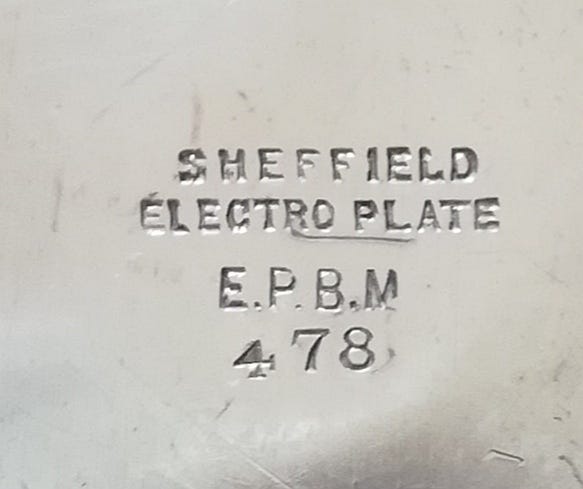 SHEFFIELD
ELECTRO PLATE
E.P.B.M
478